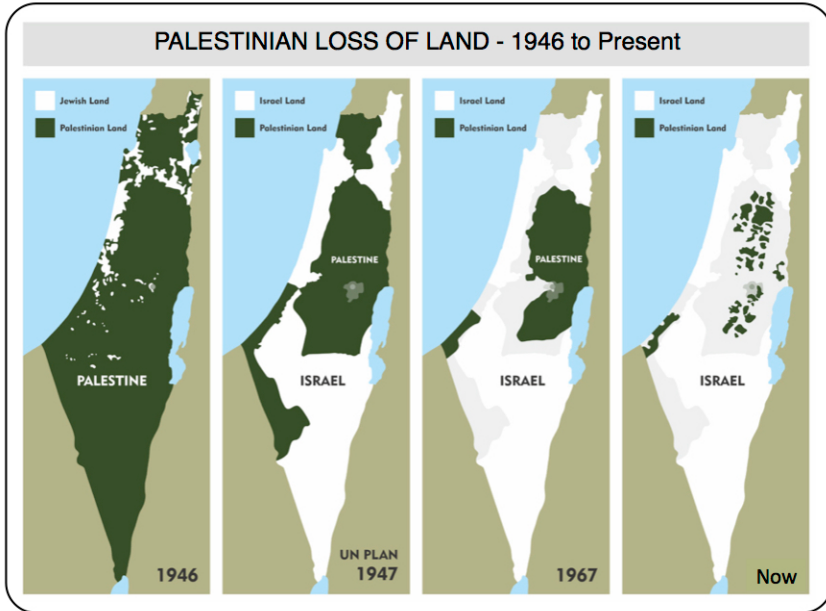 PALESTINIAN LOSS OF LAND - 1946 to Present
Jewish Land
Palestinian Land
PALESTINE
1946
Israel Land
Palestinian Land
PALESTINE
ISRAEL
UN PLAN
1947
Israel Land
Palestinian Land
PALESTINE
ISRAEL
1967
Israel Land
Palestinian Land
ISRAEL
Now